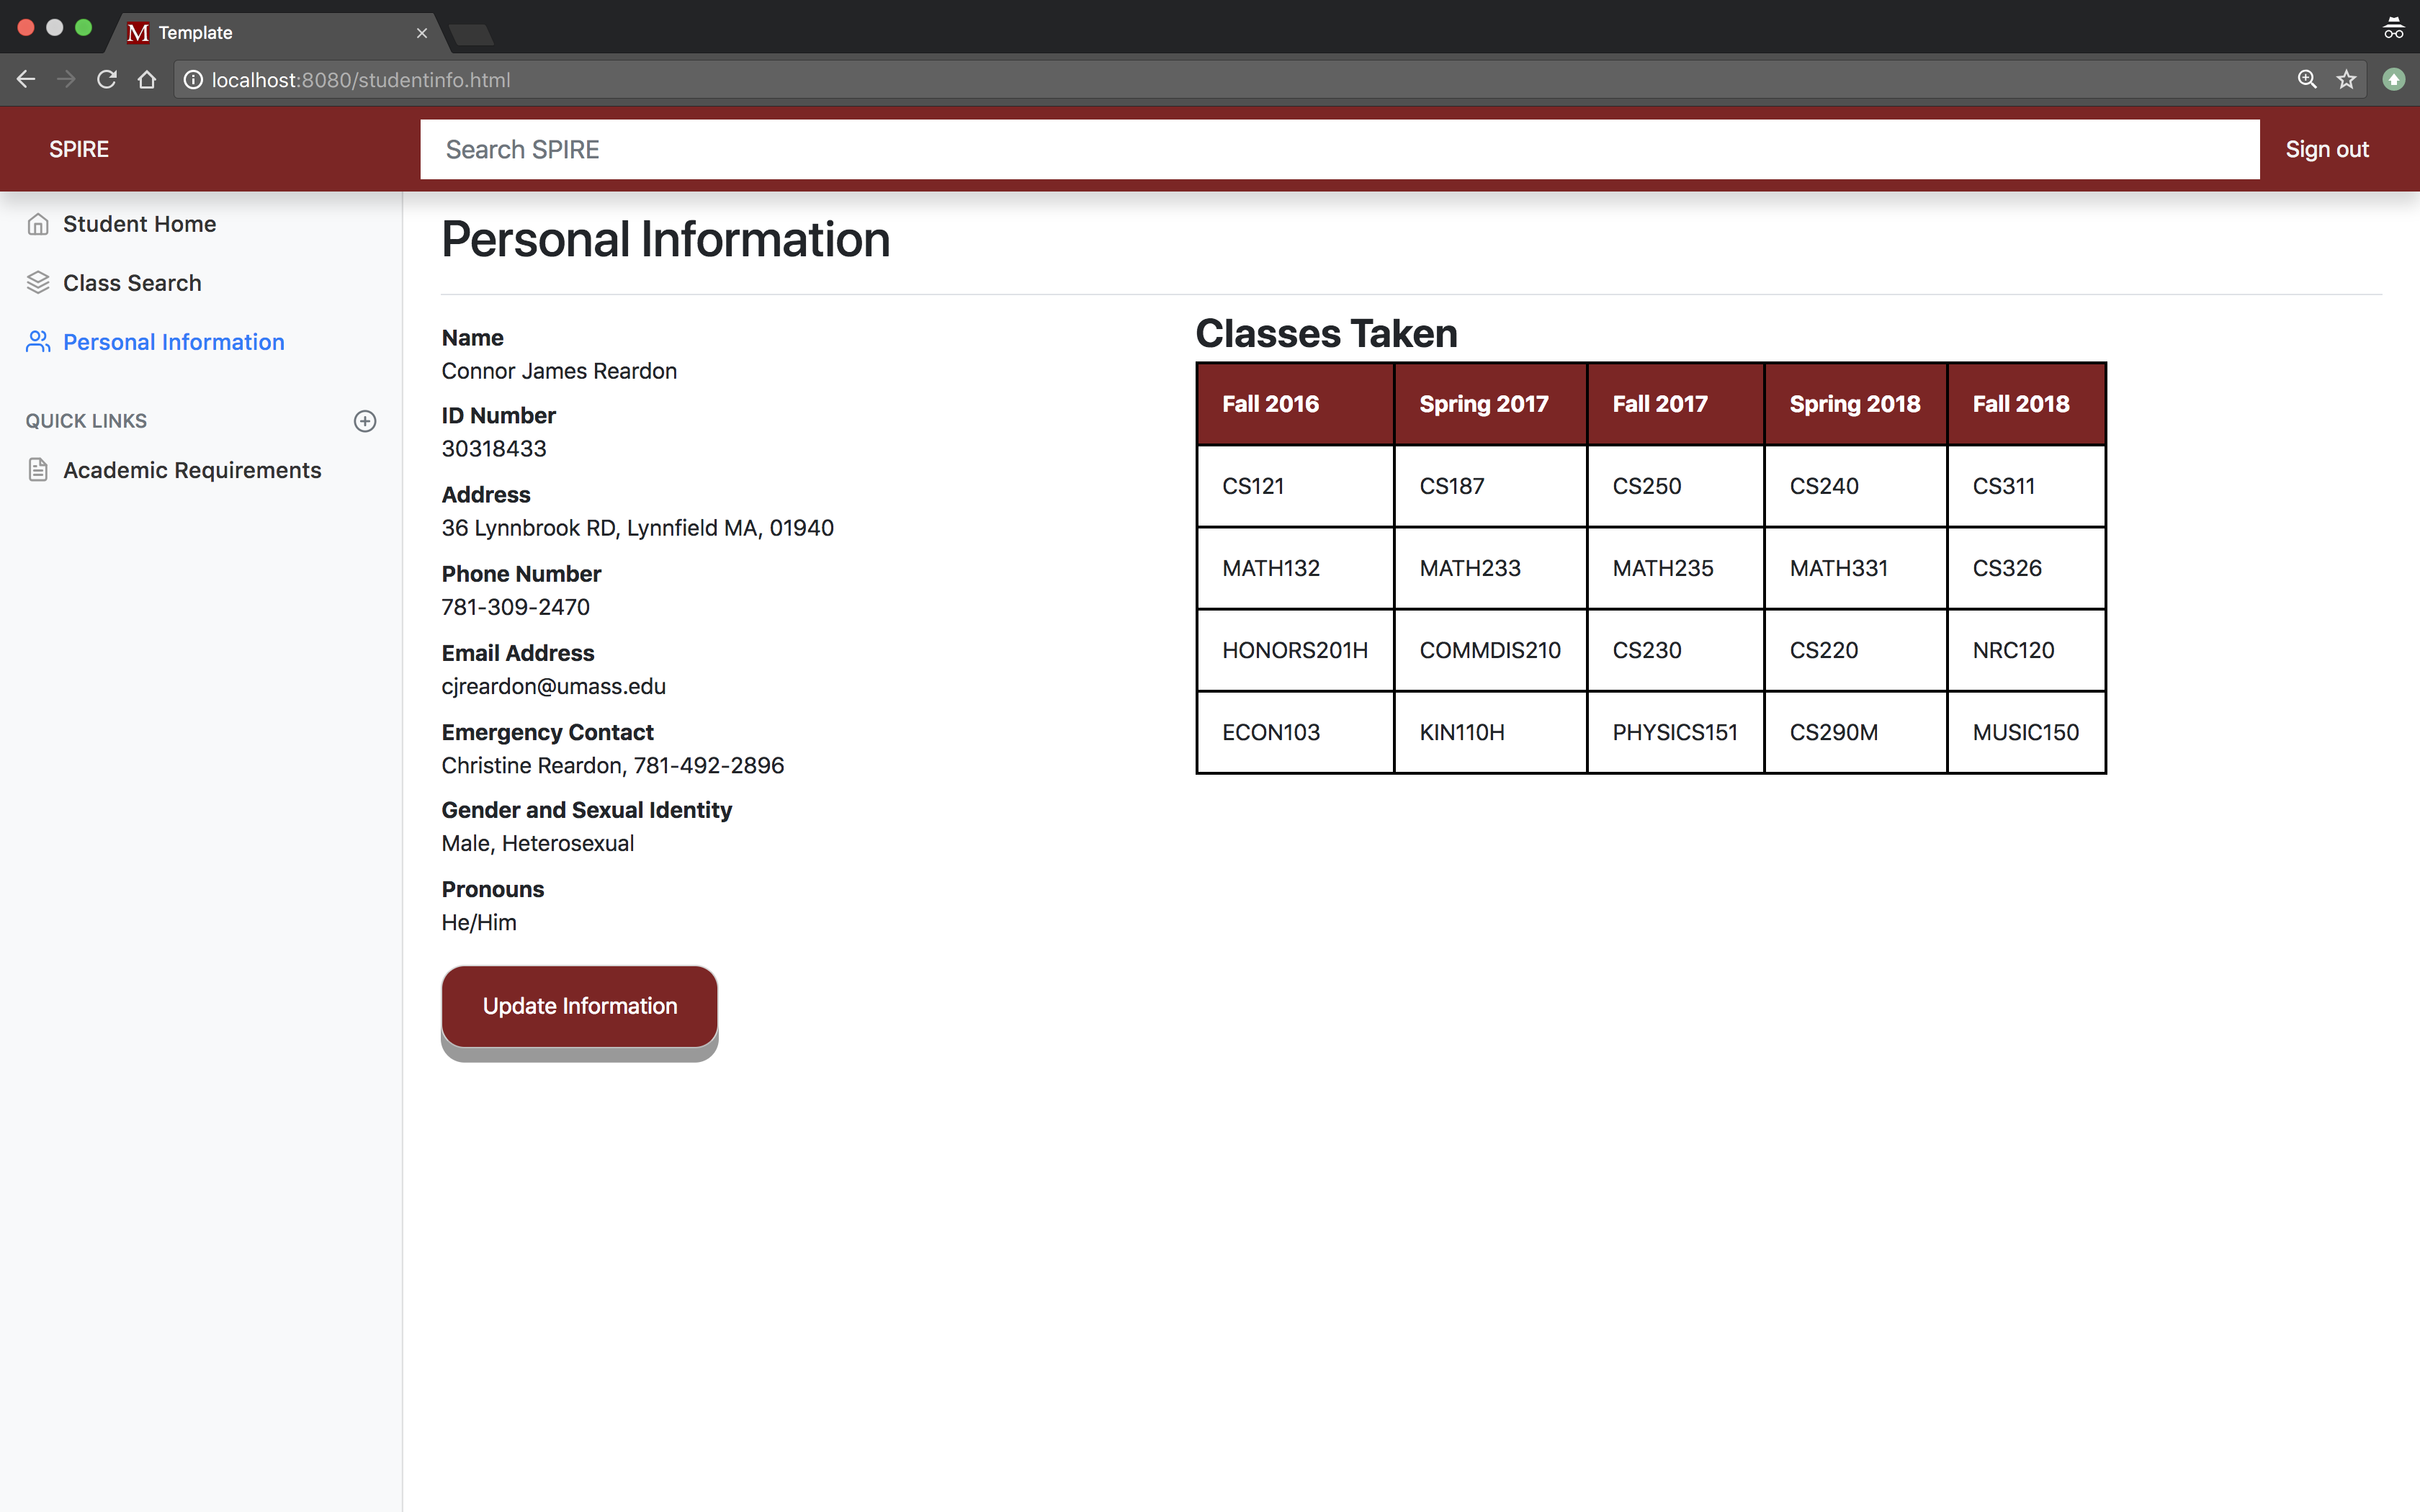 M Template
localhost:8080/studentinfo.html
SPIRE
Search SPIRE
Sign out
Student Home
Class Search
Personal Information
QUICK LINKS
Academic Requirements
Personal Information
Name
Connor James Reardon
ID Number
30318433
Address
36 Lynnbrook RD, Lynnfield MA, 01940
Phone Number
781-309-2470
Email Address
cjreardon@umass.edu
Emergency Contact
Christine Reardon, 781-492-2896
Gender and Sexual Identity
Male, Heterosexual
Pronouns
He/Him
Update Information
Classes Taken
Fall 2016 Spring 2017 Fall 2017 Spring 2018 Fall 2018
CS121 CS187 CS250 CS240 CS311
MATH132 MATH233 MATH235 MATH331 CS326
HONORS201H COMMDIS210 CS230 CS220 NRC120
ECON103 KIN110H PHYSICS151 CS290M MUSIC150